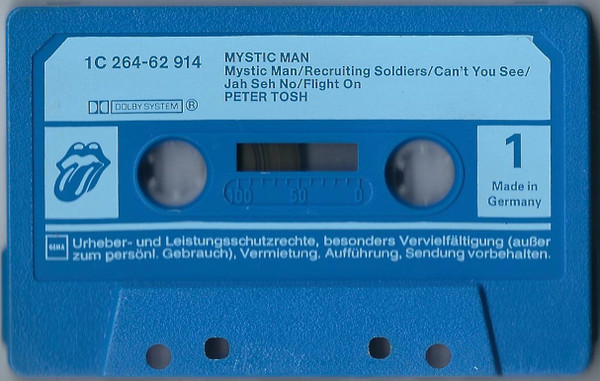 1C 264-62 914
MYSTIC MAN
Mystic Man/Recruiting Soldiers/Can't You See/
Jah Seh No/Flight On
PETER TOSH
DOLBY SYSTEM ®
1
Made in
Germany
100 50 0
GEMA
Urheber- und Leistungsschutzrechte, besonders Vervielfältigung (außer
zum persönl. Gebrauch), Vermietung. Aufführung, Sendung vorbehalten.